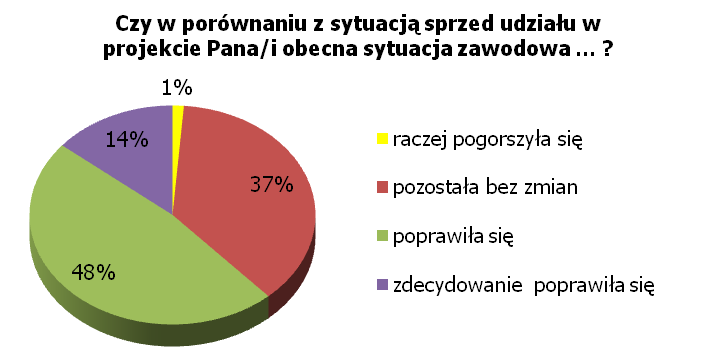 Czy w porównaniu z sytuacją sprzed udziału w
projekcie Pana/i obecna sytuacja zawodowa ... ?
1%
14%
37%
48%
raczej pogorszyła się
pozostała bez zmian
poprawiła się
zdecydowanie  poprawiła się